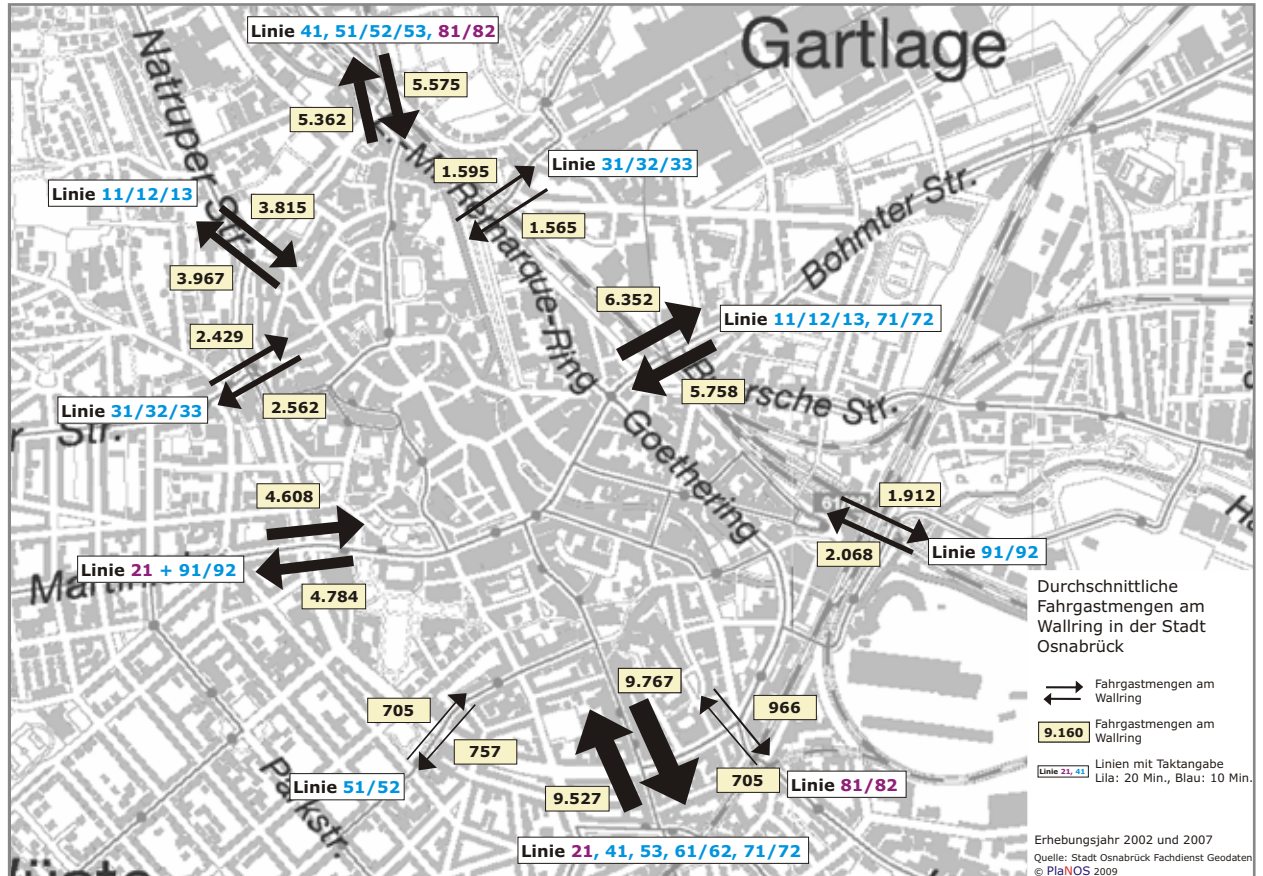 Linie 41, 51/52/53, 81/82
Gartlage
Natruper Str.
5.575
5.362
1.595
Linie 31/32/33
Linie 11/12/13
3.815
1.565
3.967
Bohmter Str.
6.352
Linie 11/12/13, 71/72
2.429
5.758
2.562
Linie 31/32/33
r Str.
rsche Str.
Goethering
4.608
1.912
2.068
Linie 91/92
Linie 21 + 91/92
4.784
9.767
705
966
757
705
Linie 51/52
9.527
Linie 81/82
Parkstr.
Linie 21, 41, 53, 61/62, 71/72
Durchschnittliche
Fahrgastmengen am
Wallring in der Stadt
Osnabrück
Fahrgastmengen am
Wallring
9.160
Fahrgastmengen am
Wallring
Linie 21, 41
Linien mit Taktangabe
Lila: 20 Min., Blau: 10 Min.
Erhebungsjahr 2002 und 2007
Quelle: Stadt Osnabrück Fachdienst Geodaten
© PlaNOS 2009